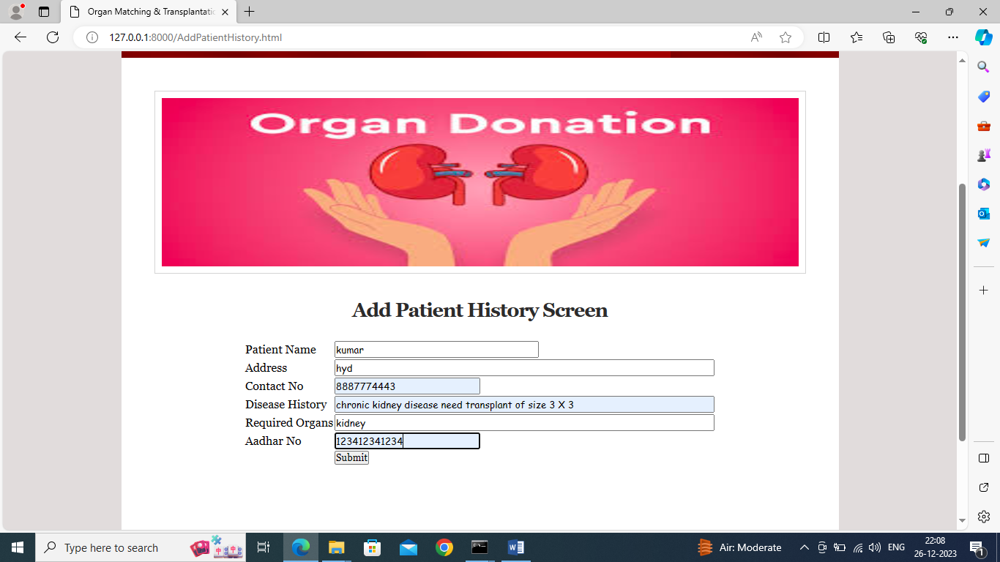 Organ Matching & Transplantatic
127.0.0.1:8000/AddPatientHistory.html
Organ Donation
Add Patient History Screen
Patient Name kumar
Address hyd
Contact No 8887774443
Disease History chronic kidney disease need transplant of size 3 X 3
Required Organs kidney
Aadhar No 123412341234
Submit
Type here to search
Air: Moderate
ENG
22:08
26-12-2023
1